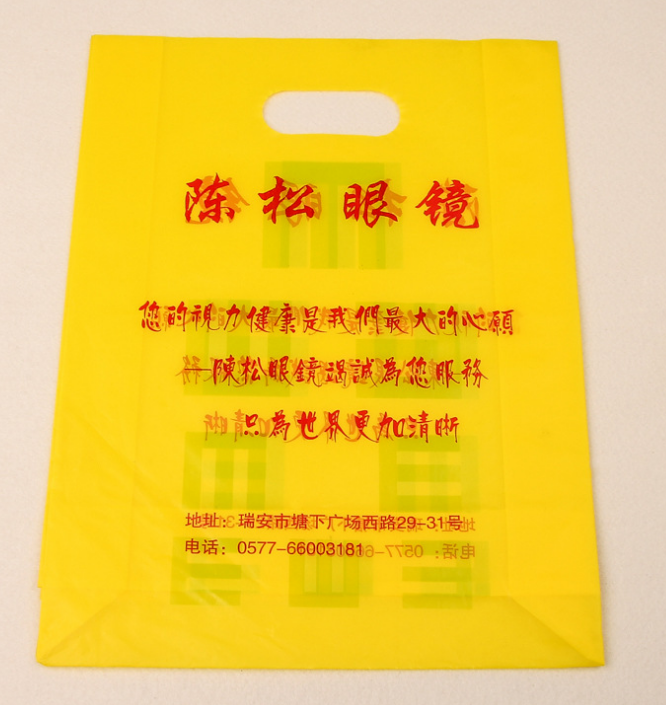 陈松眼镜
您的視力健康是我們最大的心願
—陳松眼鏡竭誠為您服務
只為世界更加清晰
地址：瑞安市塘下广场西路29-31号
电话：0577-66003181